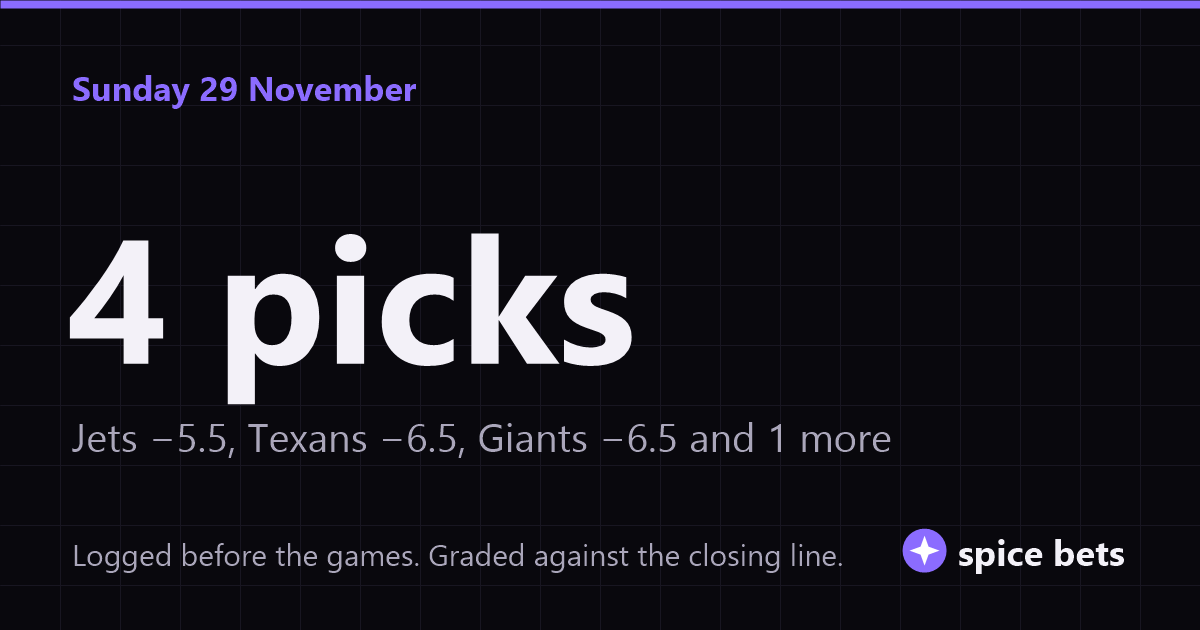 Sunday 29 November
4 picks
Jets −5.5, Texans −6.5, Giants −6.5 and 1 more
Logged before the games. Graded against the closing line.
spice bets